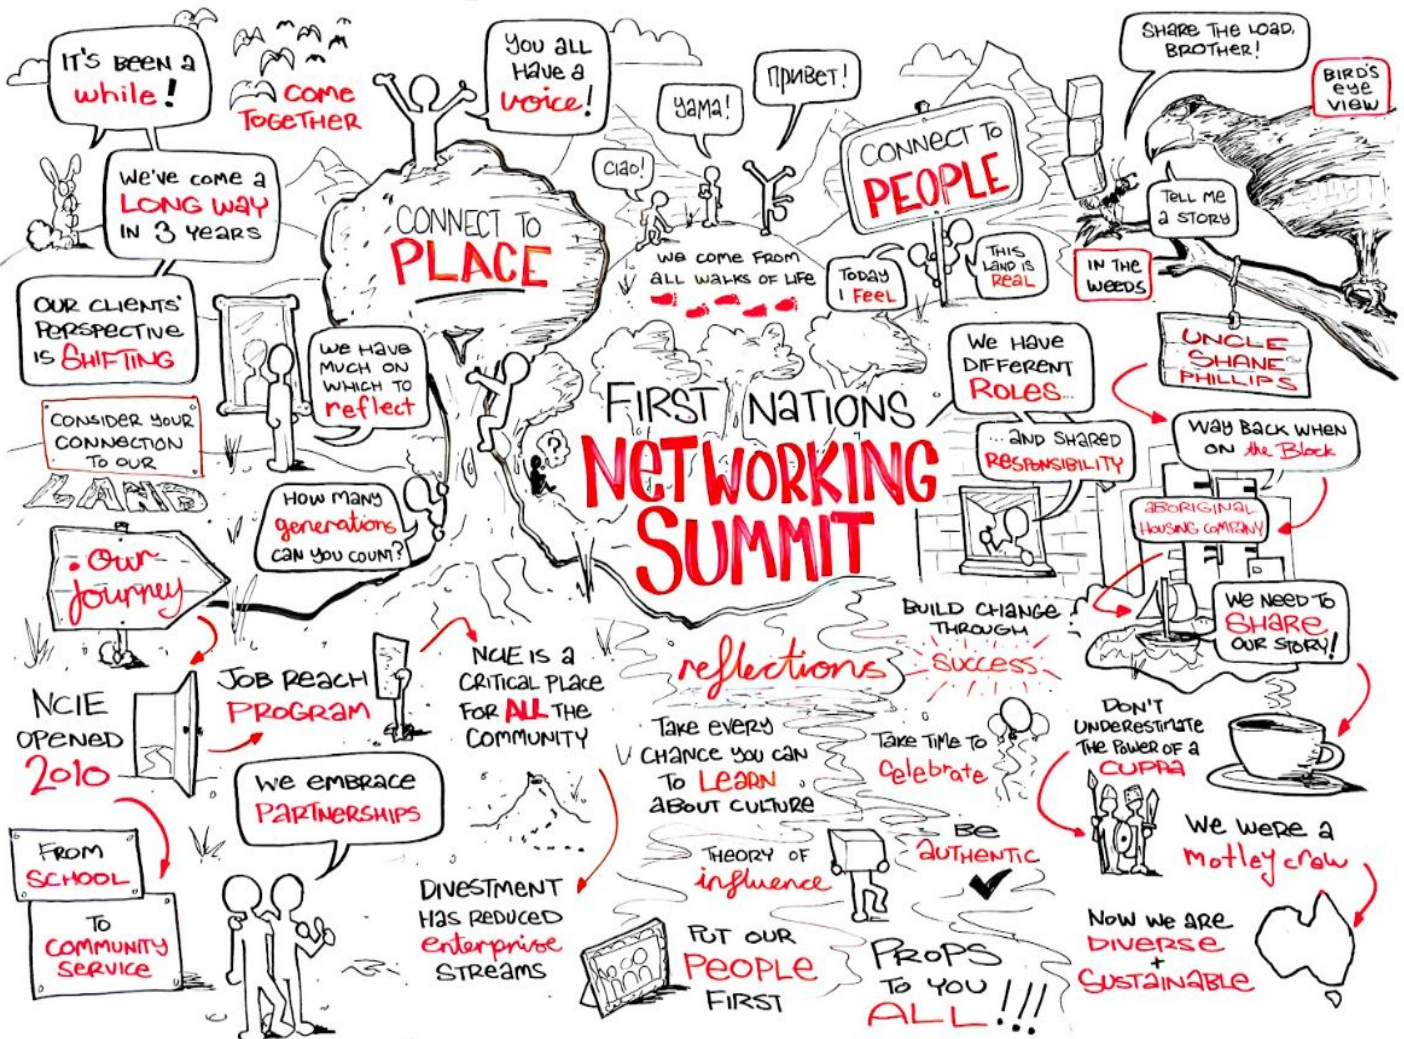 IT'S BEEN A
while!
COME
TOGETHER
WE'VE COME A
LONG WAY
IN 3 YEARS
OUR CLIENTS'
PERSPECTIVE
IS SHIFTING
CONSIDER YOUR
CONNECTION
TO OUR
LAND
YOU ALL
HAVE A
voice!
CONNECT TO
PLACE
WE HAVE
MUCH ON
WHICH TO
reflect
HOW MANY
generations
CAN YOU COUNT?
Ciao!
YAMA!
ПРИВЕТ!
WE COME FROM
ALL WALKS OF LIFE
CONNECT TO
PEOPLE
TODAY
I FEEL
THIS
LAND IS
REAL
SHARE THE LOAD,
BROTHER!
BIRD'S
EYE
VIEW
TELL ME
A STORY
IN THE
WEEDS
UNCLE
SHANE
PHILLIPS
FIRST NATIONS
NETWORKING
SUMMIT
?
WE HAVE
DIFFERENT
ROLES...
...AND SHARED
RESPONSIBILITY
WAY BACK WHEN
ON the Block
ABORIGINAL
HOUSING COMPANY
WE NEED TO
SHARE
OUR STORY!
Our
Journey
NCIE
OPENED
2010
JOB REACH
PROGRAM
NCIE IS A
CRITICAL PLACE
FOR ALL THE
COMMUNITY
WE EMBRACE
PARTNERSHIPS
FROM
SCHOOL
TO
COMMUNITY
SERVICE
DIVESTMENT
HAS REDUCED
enterprise
STREAMS
reflections
TAKE EVERY
CHANCE YOU CAN
TO LEARN
ABOUT CULTURE
THEORY OF
influence
PUT OUR
PEOPLE
FIRST
BUILD CHANGE
THROUGH
SUCCESS
TAKE TIME TO
Celebrate
BE
AUTHENTIC
PROPS
TO YOU
ALL!!!
DON'T
UNDERESTIMATE
THE POWER OF A
CUPPA
WE WERE A
motley crew
NOW WE ARE
DIVERSE
+
SUSTAINABLE